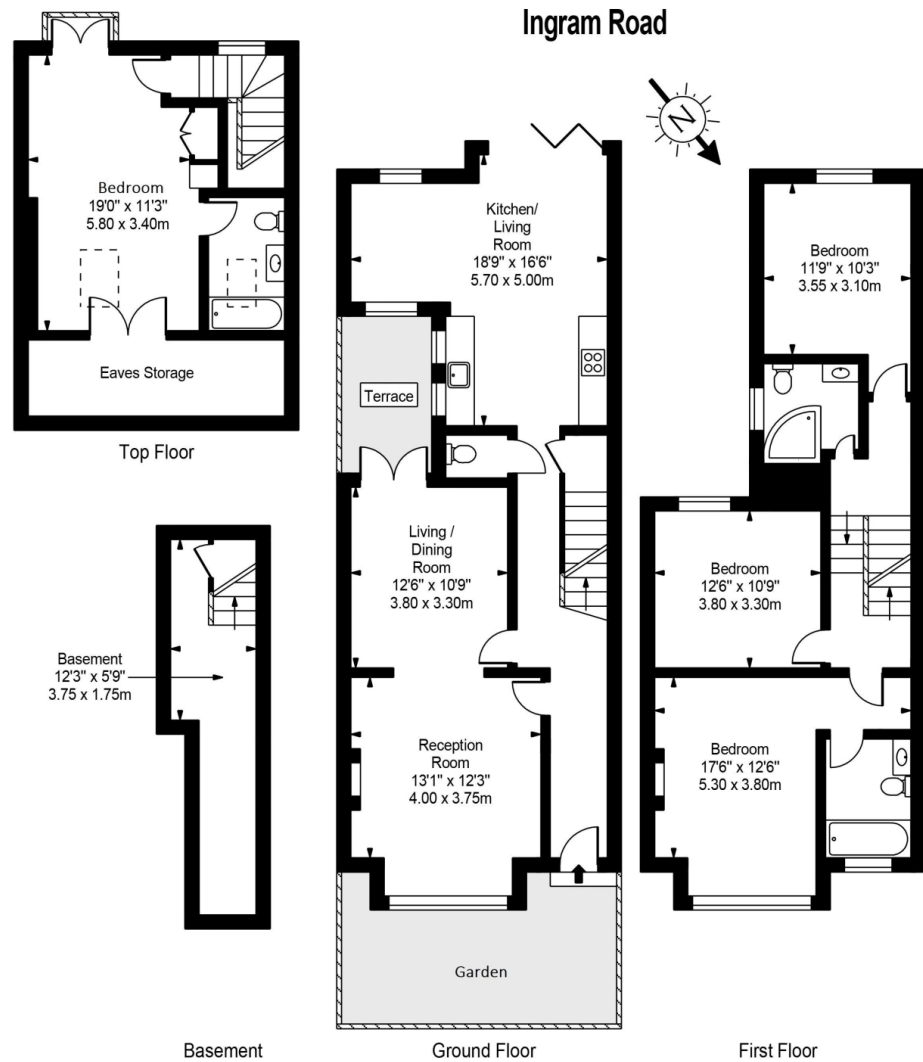 Ingram Road
N
Bedroom
19'0" x 11'3"
5.80 x 3.40m
Eaves Storage
Top Floor
Basement
12'3" x 5'9"
3.75 x 1.75m
Basement
Kitchen/
Living
Room
18'9" x 16'6"
5.70 x 5.00m
Terrace
Living /
Dining
Room
12'6" x 10'9"
3.80 x 3.30m
Reception
Room
13'1" x 12'3"
4.00 x 3.75m
Garden
Ground Floor
Bedroom
11'9" x 10'3"
3.55 x 3.10m
Bedroom
12'6" x 10'9"
3.80 x 3.30m
Bedroom
17'6" x 12'6"
5.30 x 3.80m
First Floor